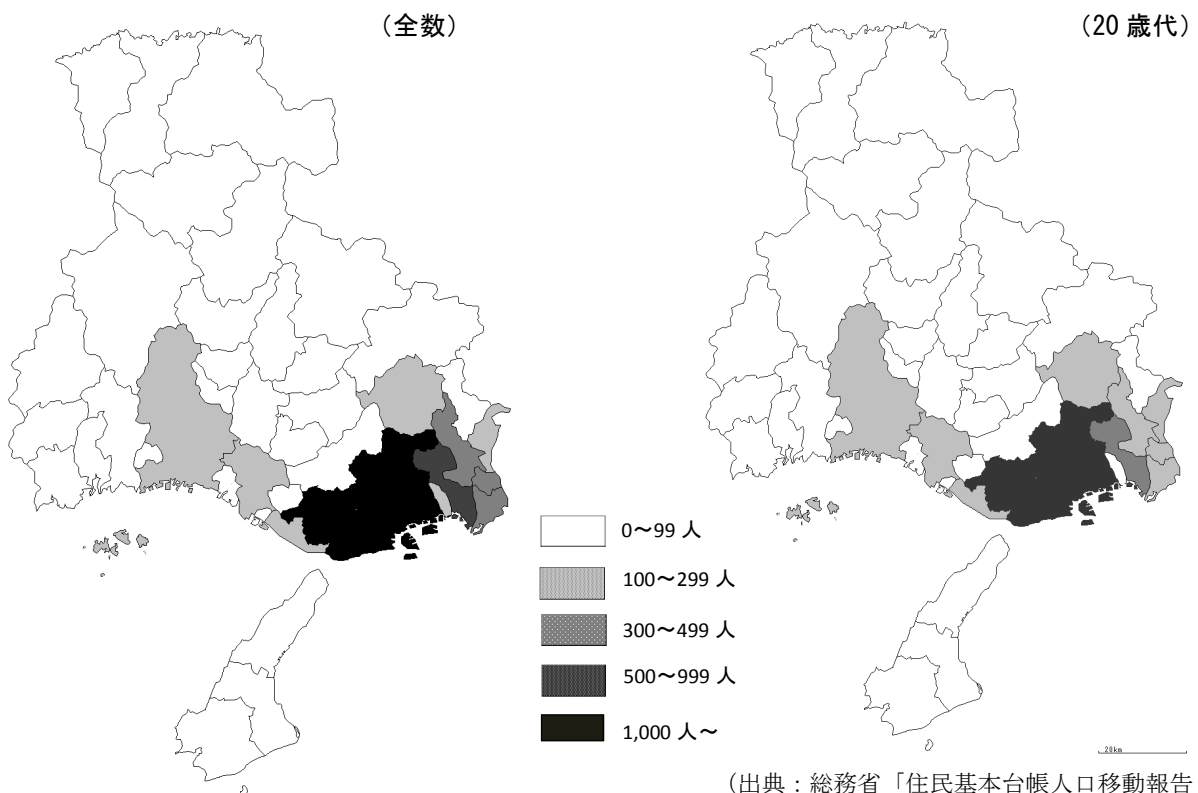 （全数）
（20 歳代）
0～99 人
100～299 人
300～499 人
500～999 人
1,000 人～
20km
（出典：総務省「住民基本台帳人口移動報告